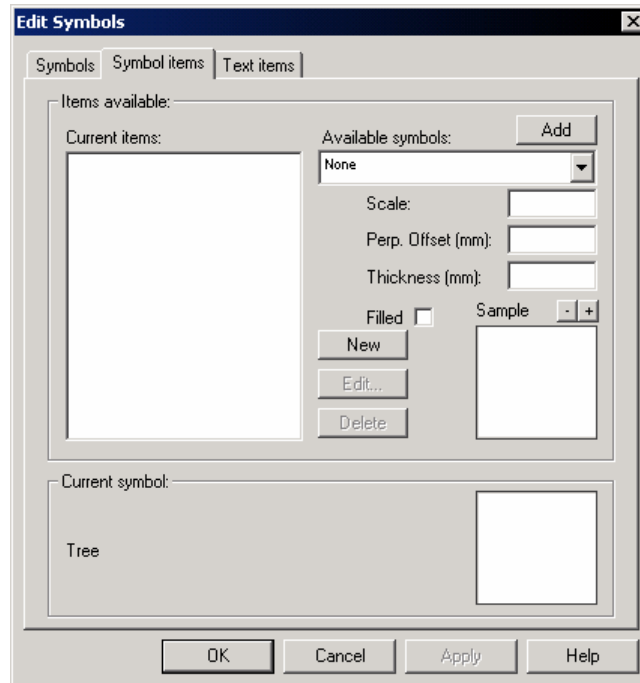 Edit Symbols
Symbols Symbol items Text items
Items available:
Current items:
Available symbols:
Add
None
Scale:
Perp. Offset (mm):
Thickness (mm):
Filled
Sample - +
New
Edit...
Delete
Current symbol:
Tree
OK Cancel Apply Help